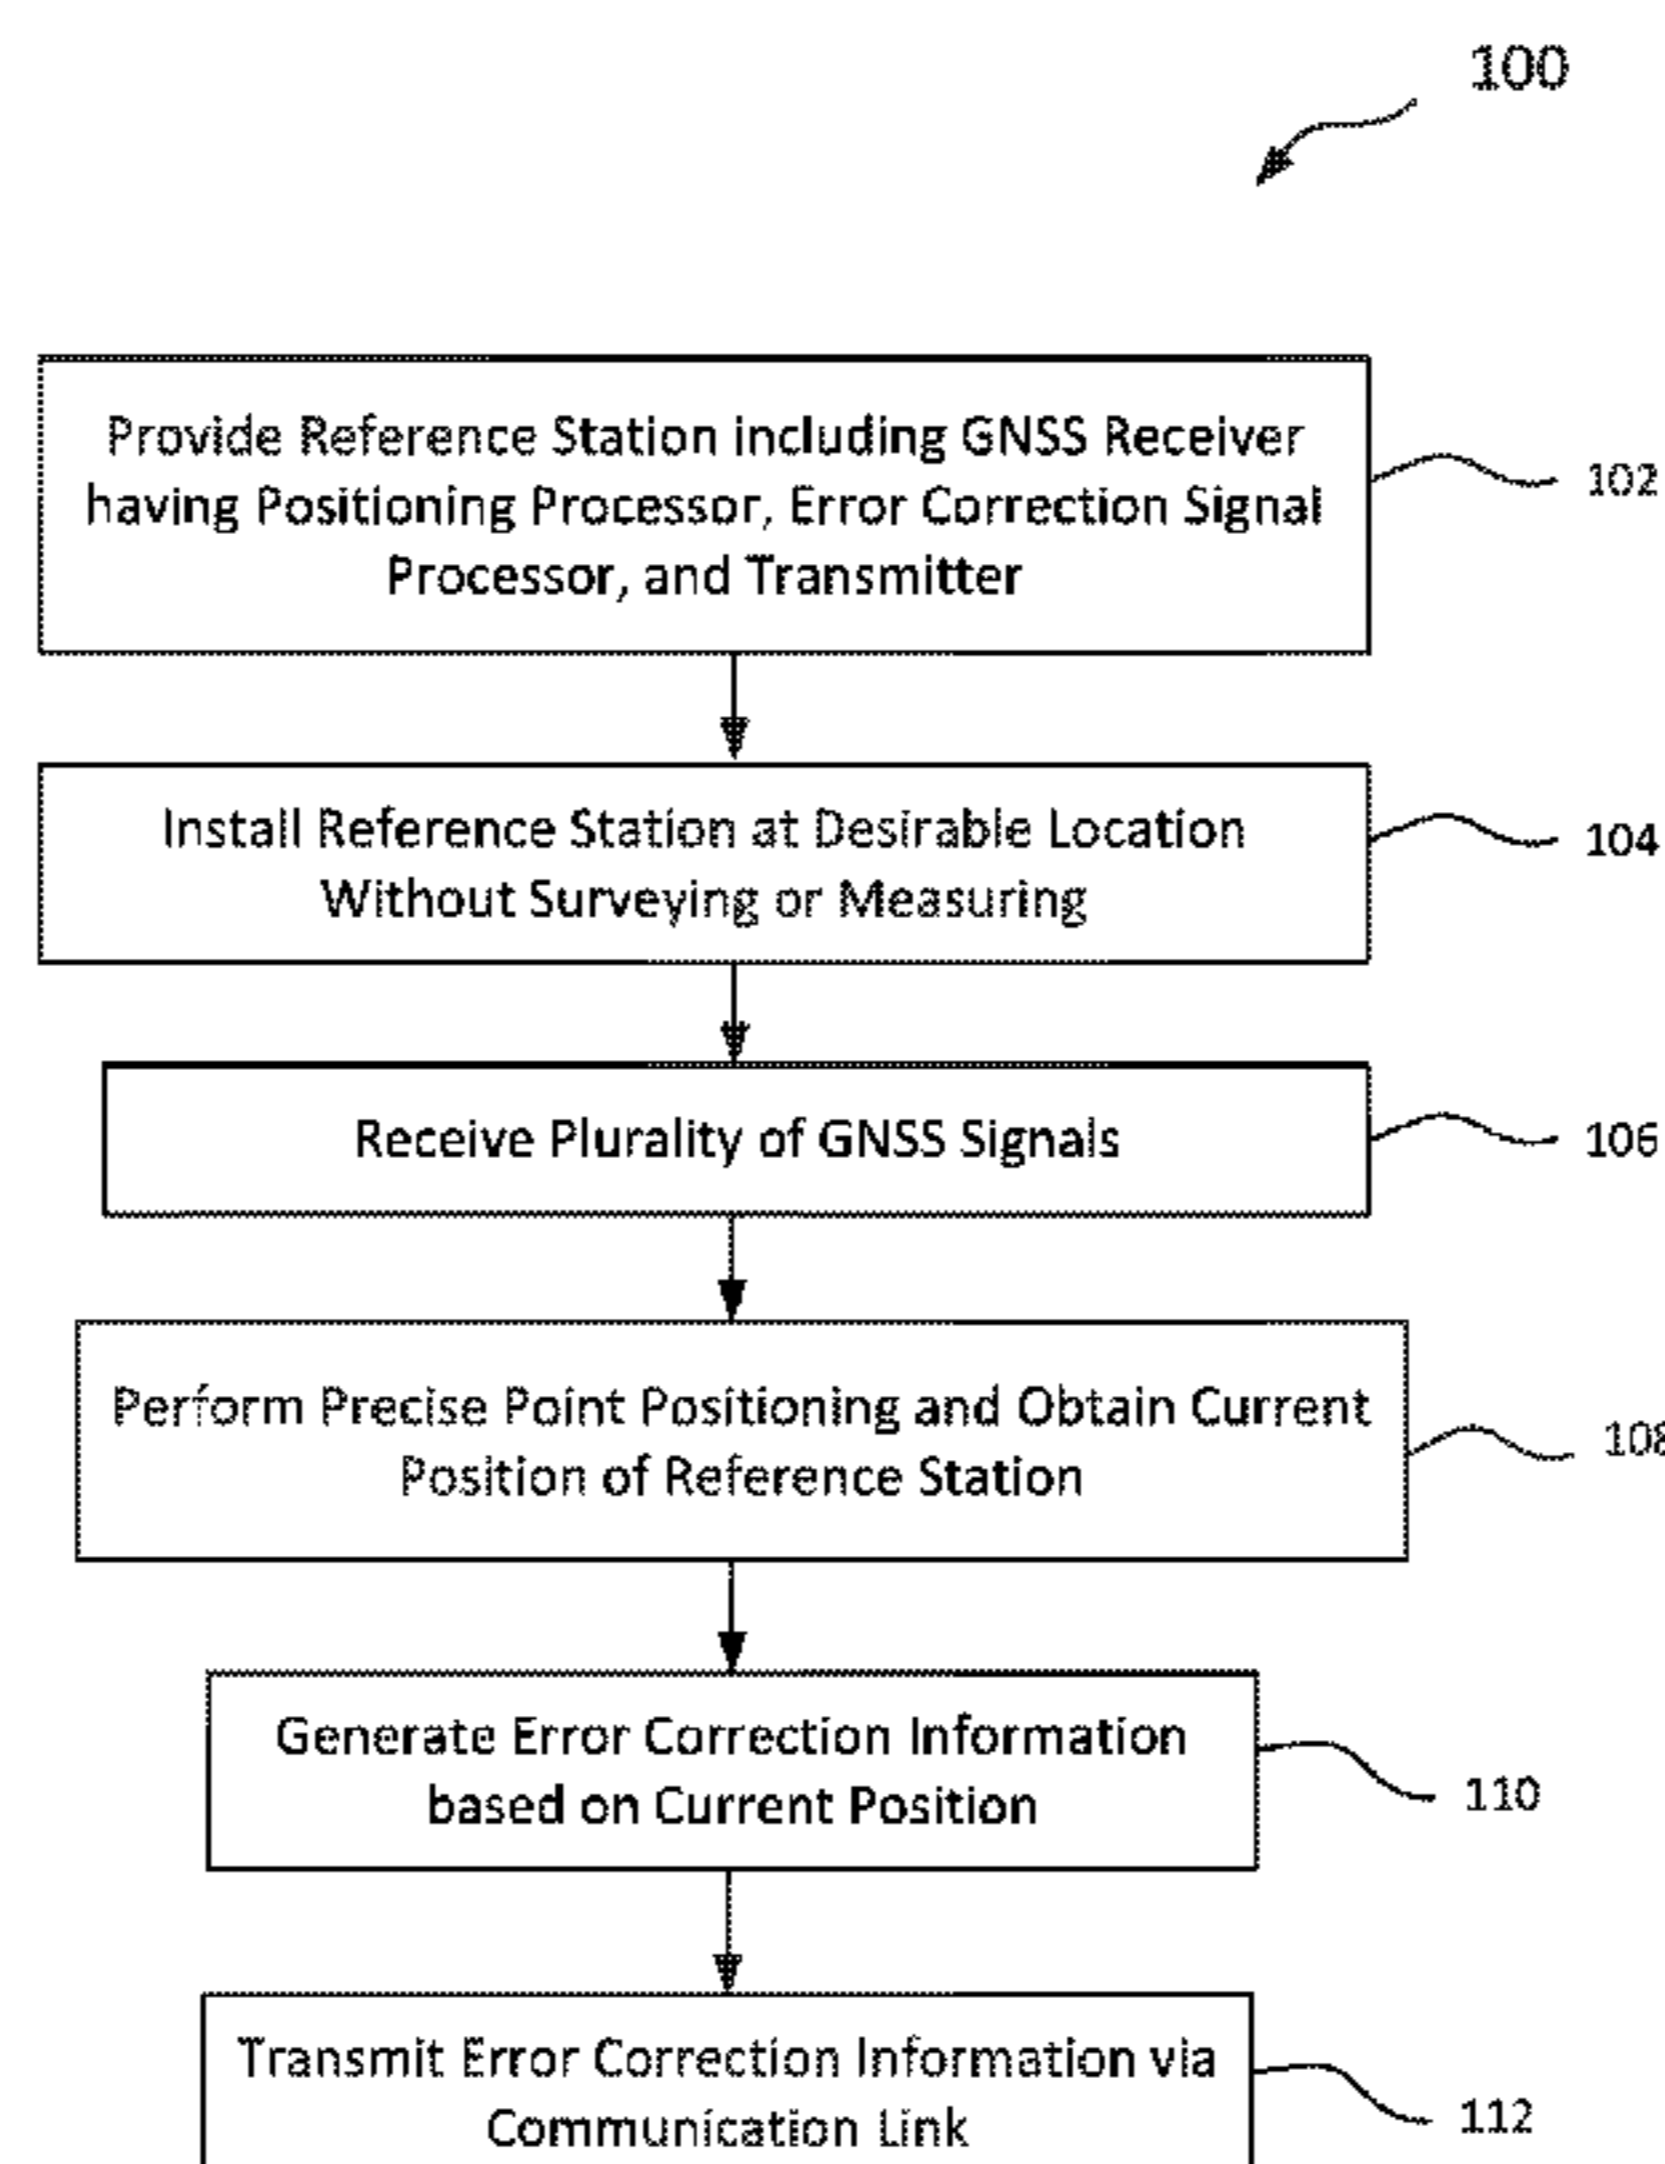 100
Provide Reference Station including GNSS Receiver
having Positioning Processor, Error Correction Signal
Processor, and Transmitter
102
Install Reference Station at Desirable Location
Without Surveying or Measuring
104
Receive Plurality of GNSS Signals
106
Perform Precise Point Positioning and Obtain Current
Position of Reference Station
108
Generate Error Correction Information
based on Current Position
110
Transmit Error Correction Information via
Communication Link
112